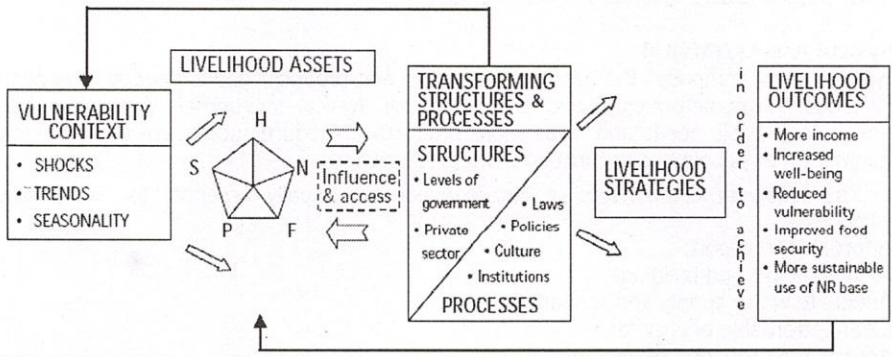 VULNERABILITY
CONTEXT
• SHOCKS
• TRENDS
• SEASONALITY
LIVELIHOOD ASSETS
H
S
N
P
F
Influence
& access
TRANSFORMING
STRUCTURES &
PROCESSES
STRUCTURES
• Levels of
government
• Private
sector
• Laws
• Policies
• Culture
• Institutions
PROCESSES
LIVELIHOOD
STRATEGIES
in order to achieve
LIVELIHOOD
OUTCOMES
• More income
• Increased
well-being
• Reduced
vulnerability
• Improved food
security
• More sustainable
use of NR base